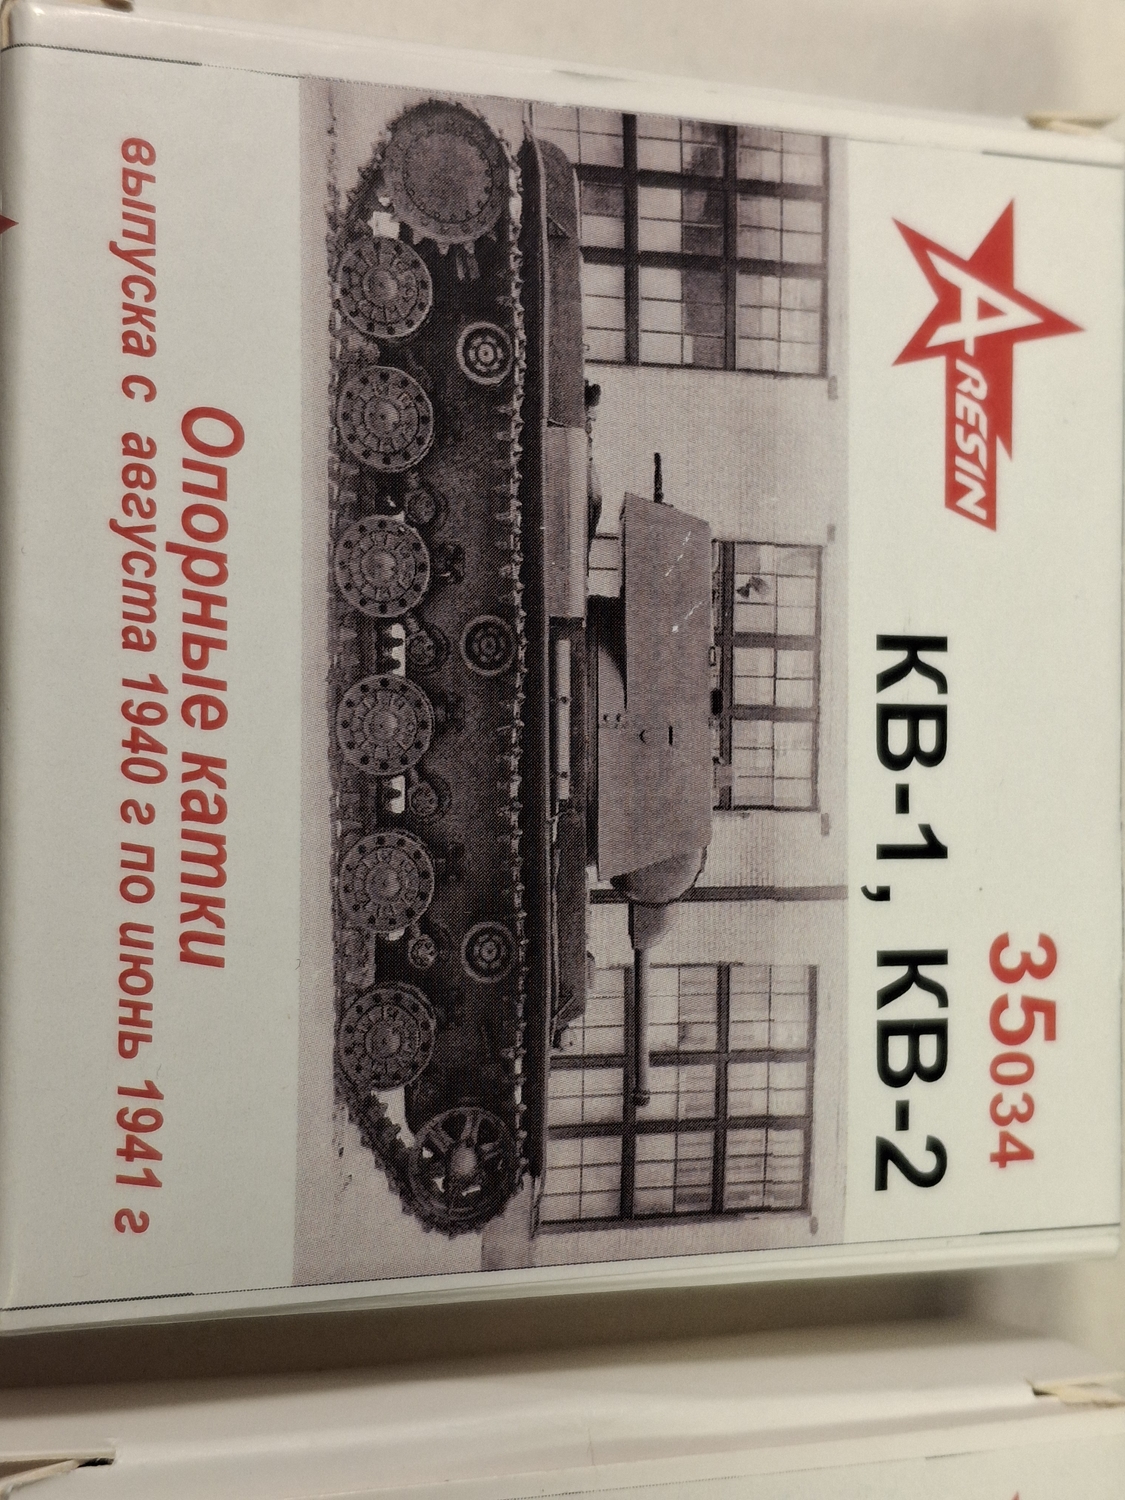 A RESIN
35034
КВ-1, КВ-2
Опорные катки
выпуска с августа 1940 г по июнь 1941 г